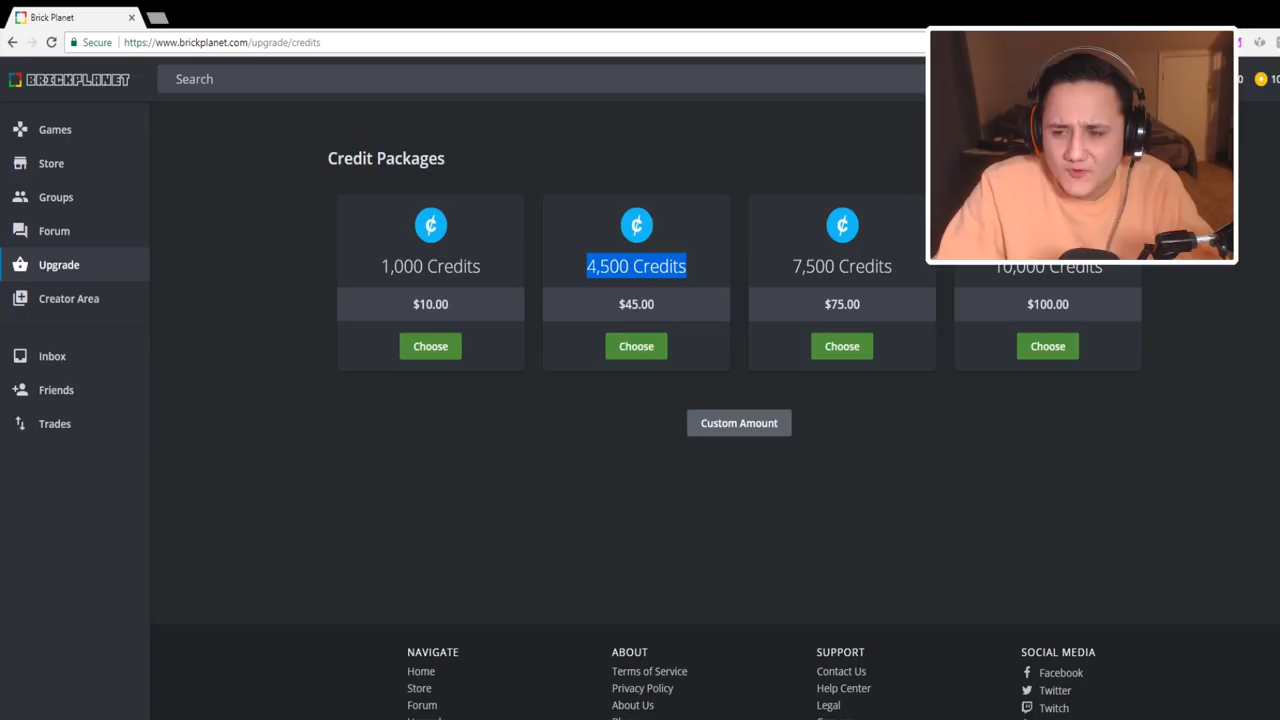 Brick Planet
Secure
https://www.brickplanet.com/upgrade/credits
BRICKPLANET
Search
Games
Store
Groups
Forum
Upgrade
Creator Area
Inbox
Friends
Trades
Credit Packages
1,000 Credits
$10.00
Choose
4,500 Credits
$45.00
Choose
7,500 Credits
$75.00
Choose
10,000 Credits
$100.00
Choose
Custom Amount
NAVIGATE
Home
Store
Forum
ABOUT
Terms of Service
Privacy Policy
About Us
SUPPORT
Contact Us
Help Center
Legal
SOCIAL MEDIA
Facebook
Twitter
Twitch